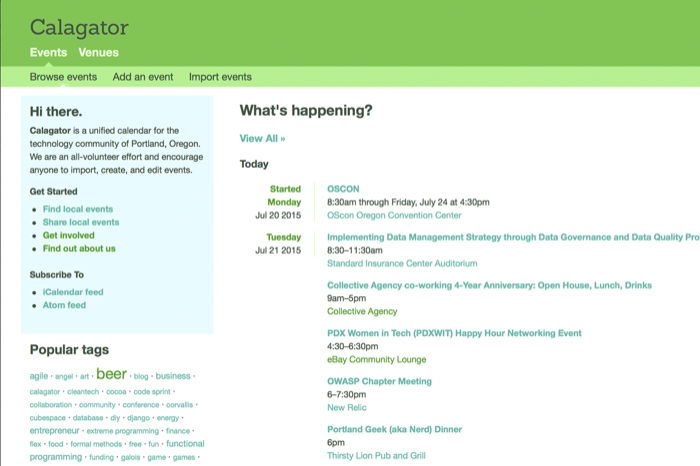 Calagator
Events Venues
Browse events Add an event Import events
Hi there.
Calagator is a unified calendar for the
technology community of Portland, Oregon.
We are an all-volunteer effort and encourage
anyone to import, create, and edit events.
Get Started
• Find local events
• Share local events
• Get involved
• Find out about us
Subscribe To
• iCalendar feed
• Atom feed
Popular tags
agile • angel • art • beer • blog • business •
calagator • cleantech • cocoa • code sprint •
collaboration • community • conference • corvallis •
cubespace • database • diy • django • energy •
entrepreneur • extreme programming • finance •
flex • food • formal methods • free • fun • functional
programming • funding • galois • game • games •
What's happening?
View All »
Today
Started
Monday
Jul 20 2015
OSCON
8:30am through Friday, July 24 at 4:30pm
OScon Oregon Convention Center
Tuesday
Jul 21 2015
Implementing Data Management Strategy through Data Governance and Data Quality Pro
8:30–11:30am
Standard Insurance Center Auditorium
Collective Agency co-working 4-Year Anniversary: Open House, Lunch, Drinks
9am–5pm
Collective Agency
PDX Women in Tech (PDXWIT) Happy Hour Networking Event
4:30–6:30pm
eBay Community Lounge
OWASP Chapter Meeting
6–7:30pm
New Relic
Portland Geek (aka Nerd) Dinner
6pm
Thirsty Lion Pub and Grill